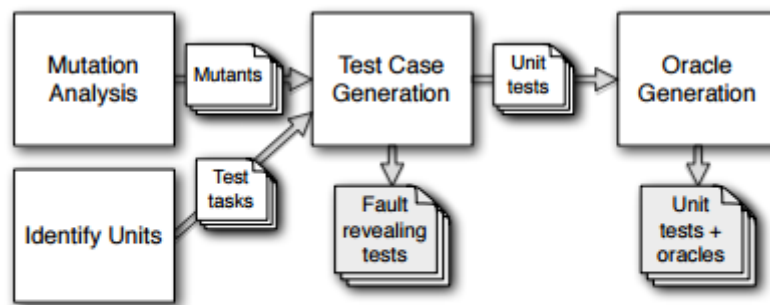 Mutation
Analysis
Mutants
Test Case
Generation
Unit
tests
Oracle
Generation
Identify Units
Test
tasks
Fault
revealing
tests
Unit
tests +
oracles